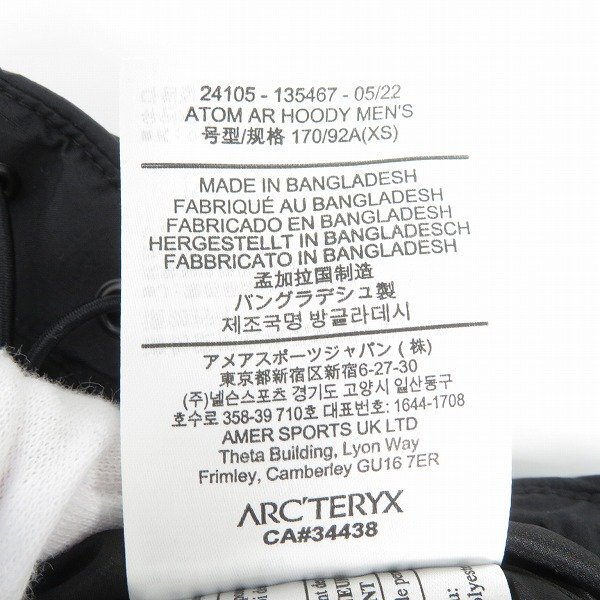 24105 - 135467 - 05/22
ATOM AR HOODY MEN'S
号型/规格 170/92A(XS)
MADE IN BANGLADESH
FABRIQUÉ AU BANGLADESH
FABRICADO EN BANGLADESH
HERGESTELLT IN BANGLADESCH
FABBRICATO IN BANGLADESH
孟加拉国制造
バングラデシュ製
제조국명 방글라데시
アメアスポーツジャパン (株)
東京都新宿区新宿6-27-30
(주)넬슨스포츠 경기도 고양시 일산동구
호수로 358-39 710호 대표번호: 1644-1708
AMER SPORTS UK LTD
Theta Building, Lyon Way
Frimley, Camberley GU16 7ER
ARC'TERYX
CA#34438